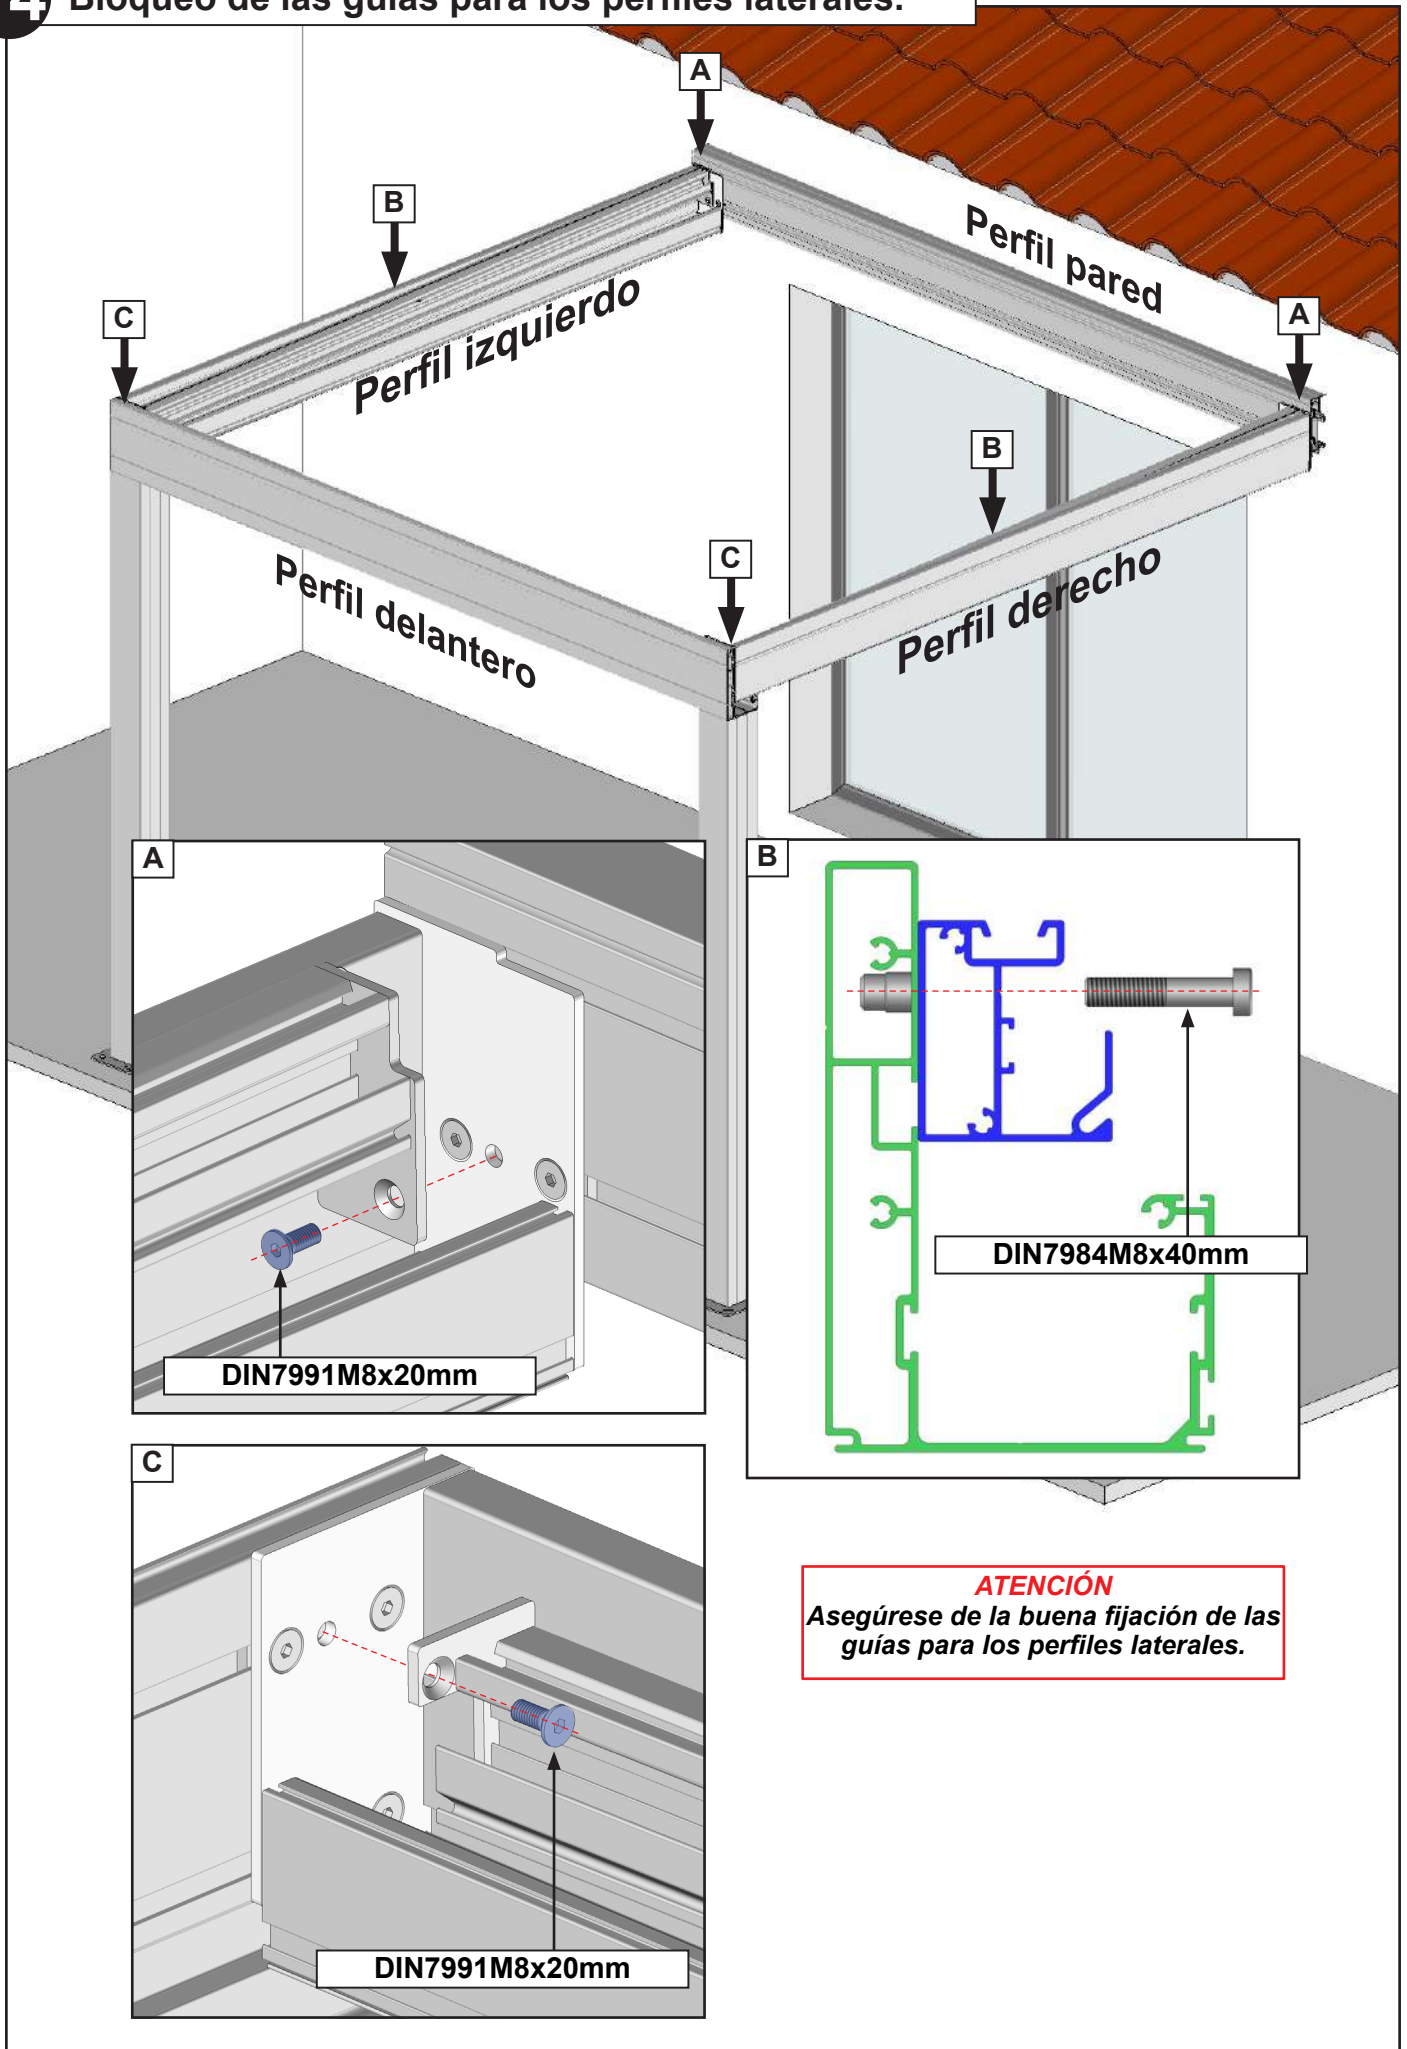 4 Bloqueo de las guías para los perfiles laterales.
A
B
Perfil pared
C
Perfil izquierdo
A
B
C
Perfil delantero
Perfil derecho
A
DIN7991M8x20mm
B
DIN7984M8x40mm
C
DIN7991M8x20mm
ATENCIÓN
Asegúrese de la buena fijación de las
guías para los perfiles laterales.